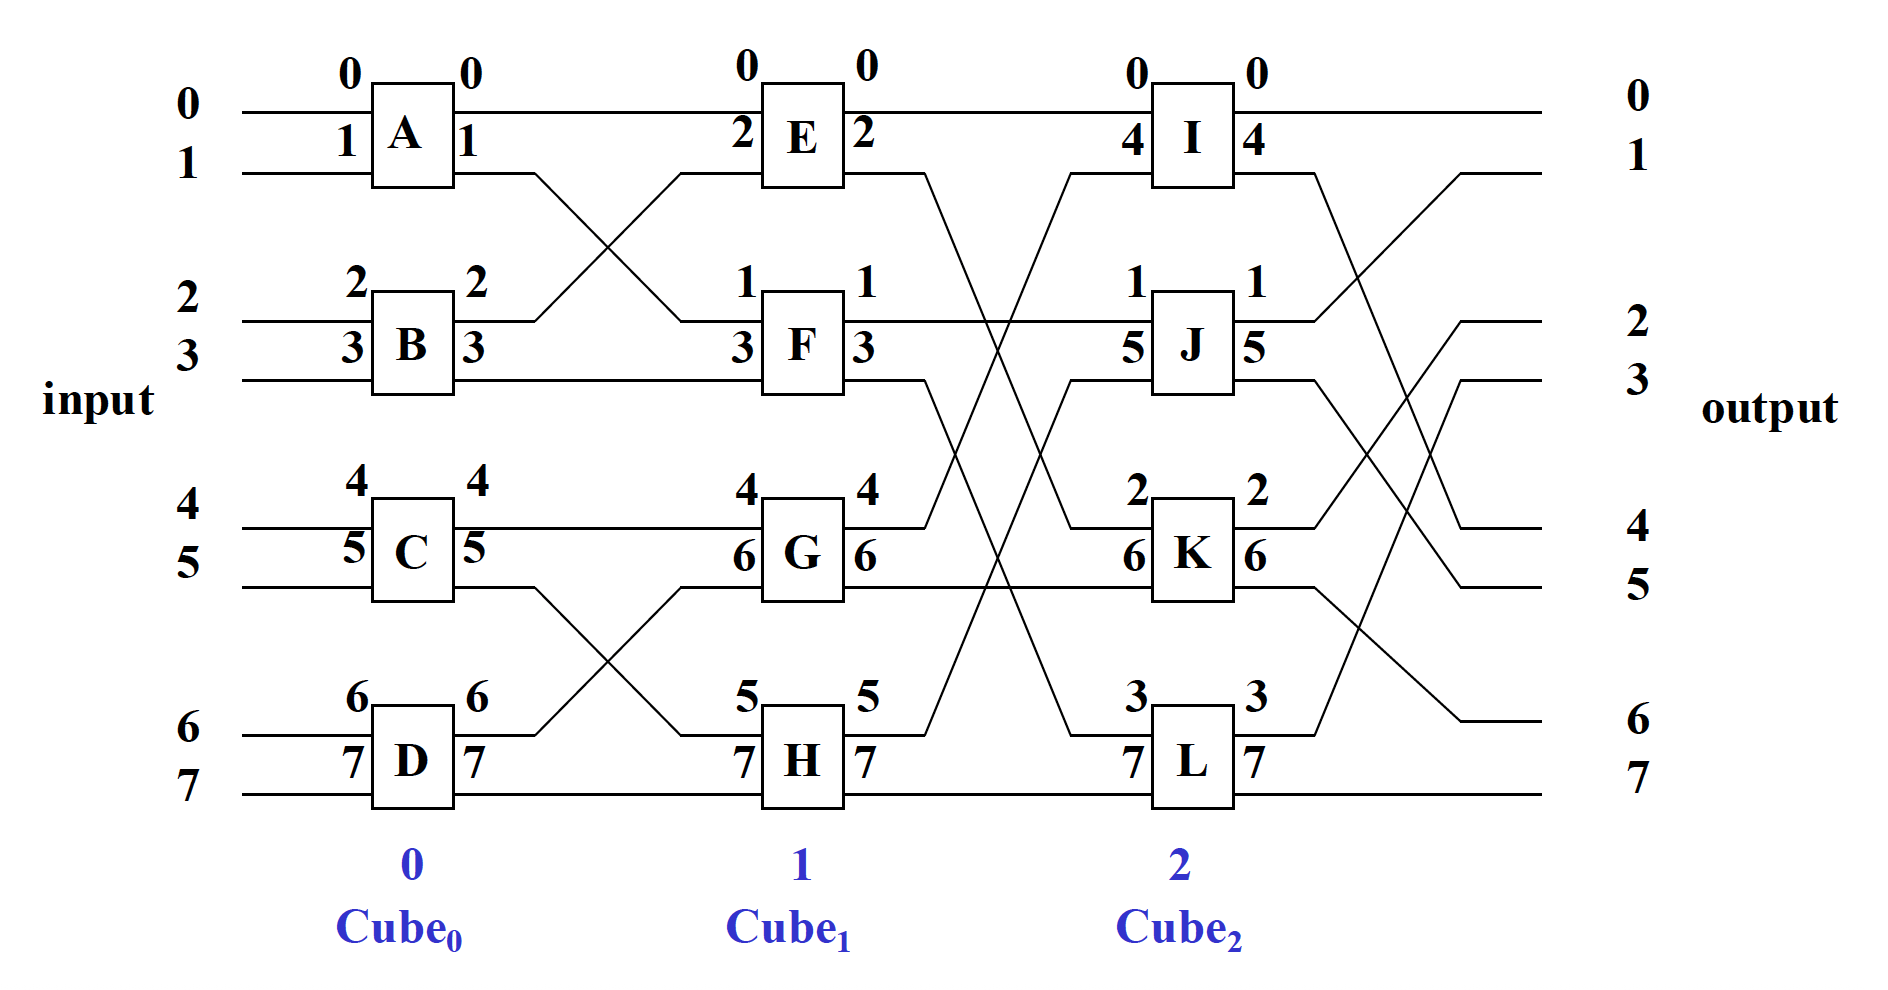 0 0 0 0 0 0
0 A E I 0
1 1 2 2 4 4
1 1
2 2 1 1 1 1
2 B F J 2
3 3 3 3 5 5
3 3
input output
4 4 4 4 2 2
4 C G K 4
5 5 6 6 6 6
5 5
6 6 5 5 3 3
6 D H L 6
7 7 7 7 7 7
7 7
0 1 2
Cube0 Cube1 Cube2